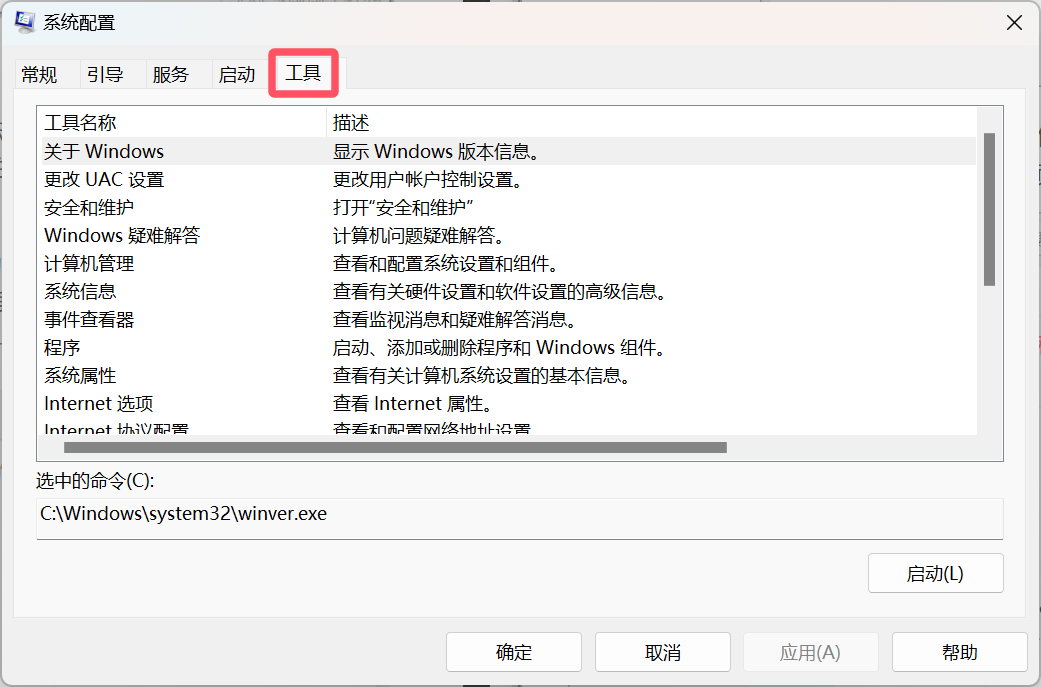 系统配置
常规 引导 服务 启动 工具
工具名称 描述
关于 Windows 显示 Windows 版本信息。
更改 UAC 设置 更改用户帐户控制设置。
安全和维护 打开“安全和维护”
Windows 疑难解答 计算机问题疑难解答。
计算机管理 查看和配置系统设置和组件。
系统信息 查看有关硬件设置和软件设置的高级信息。
事件查看器 查看监视消息和疑难解答消息。
程序 启动、添加或删除程序和 Windows 组件。
系统属性 查看有关计算机系统设置的基本信息。
Internet 选项 查看 Internet 属性。
Internet 协议配置 查看和配置网络地址设置
选中的命令(C):
C:\Windows\system32\winver.exe
启动(L)
确定 取消 应用(A) 帮助